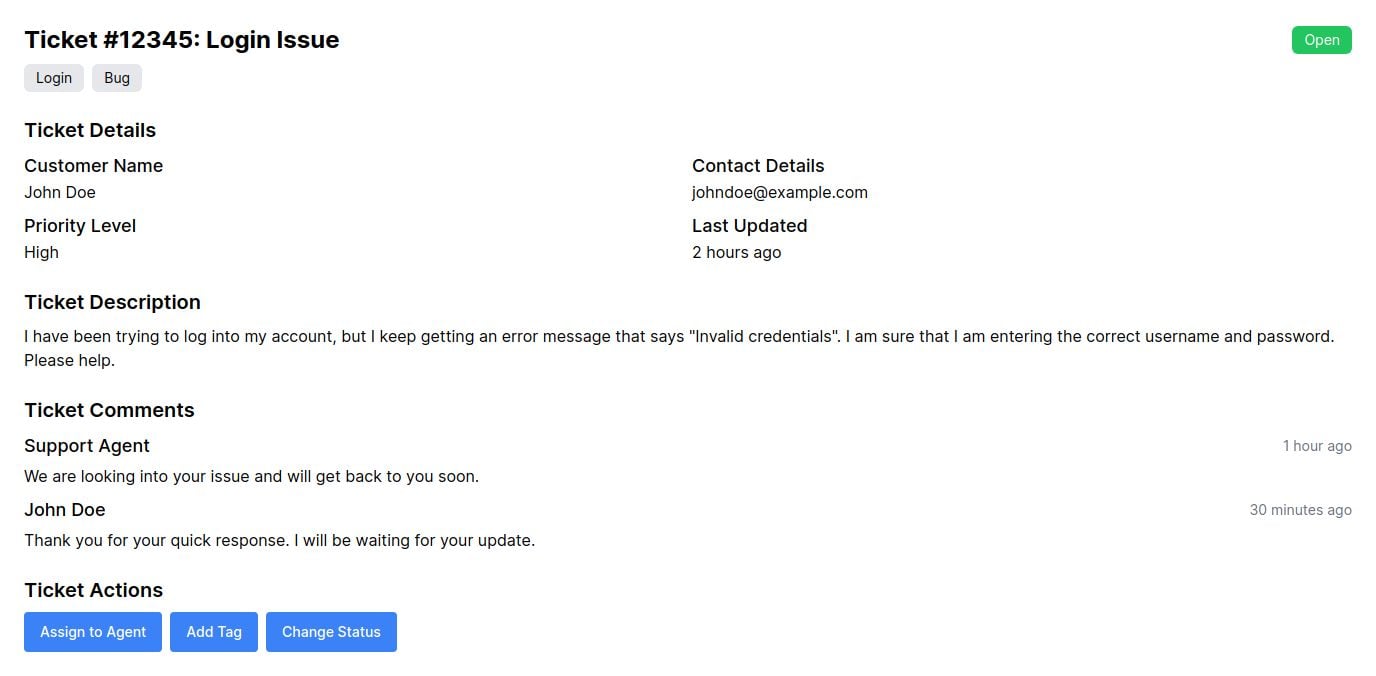 Ticket #12345: Login Issue
Open
Login
Bug
Ticket Details
Customer Name
John Doe
Contact Details
johndoe@example.com
Priority Level
High
Last Updated
2 hours ago
Ticket Description
I have been trying to log into my account, but I keep getting an error message that says "Invalid credentials". I am sure that I am entering the correct username and password.
Please help.
Ticket Comments
Support Agent
1 hour ago
We are looking into your issue and will get back to you soon.
John Doe
30 minutes ago
Thank you for your quick response. I will be waiting for your update.
Ticket Actions
Assign to Agent
Add Tag
Change Status